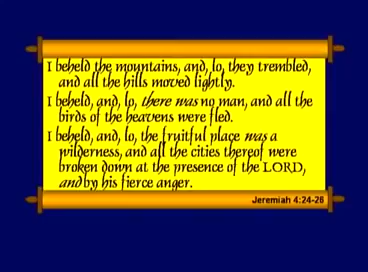 I beheld the mountains, and, lo, they trembled,
and all the hills moved lightly.
I beheld, and, lo, there was no man, and all the
birds of the heavens were fled.
I beheld, and, lo, the fruitful place was a
wilderness, and all the cities thereof were
broken down at the presence of the LORD,
and by his fierce anger.
Jeremiah 4:24-26